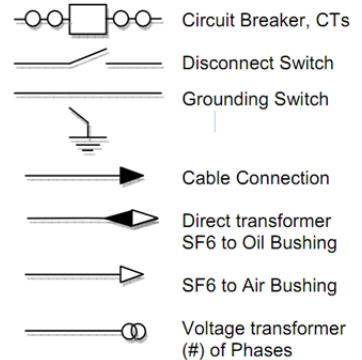 Circuit Breaker, CTs
Disconnect Switch
Grounding Switch
Cable Connection
Direct transformer
SF6 to Oil Bushing
SF6 to Air Bushing
Voltage transformer
(#) of Phases